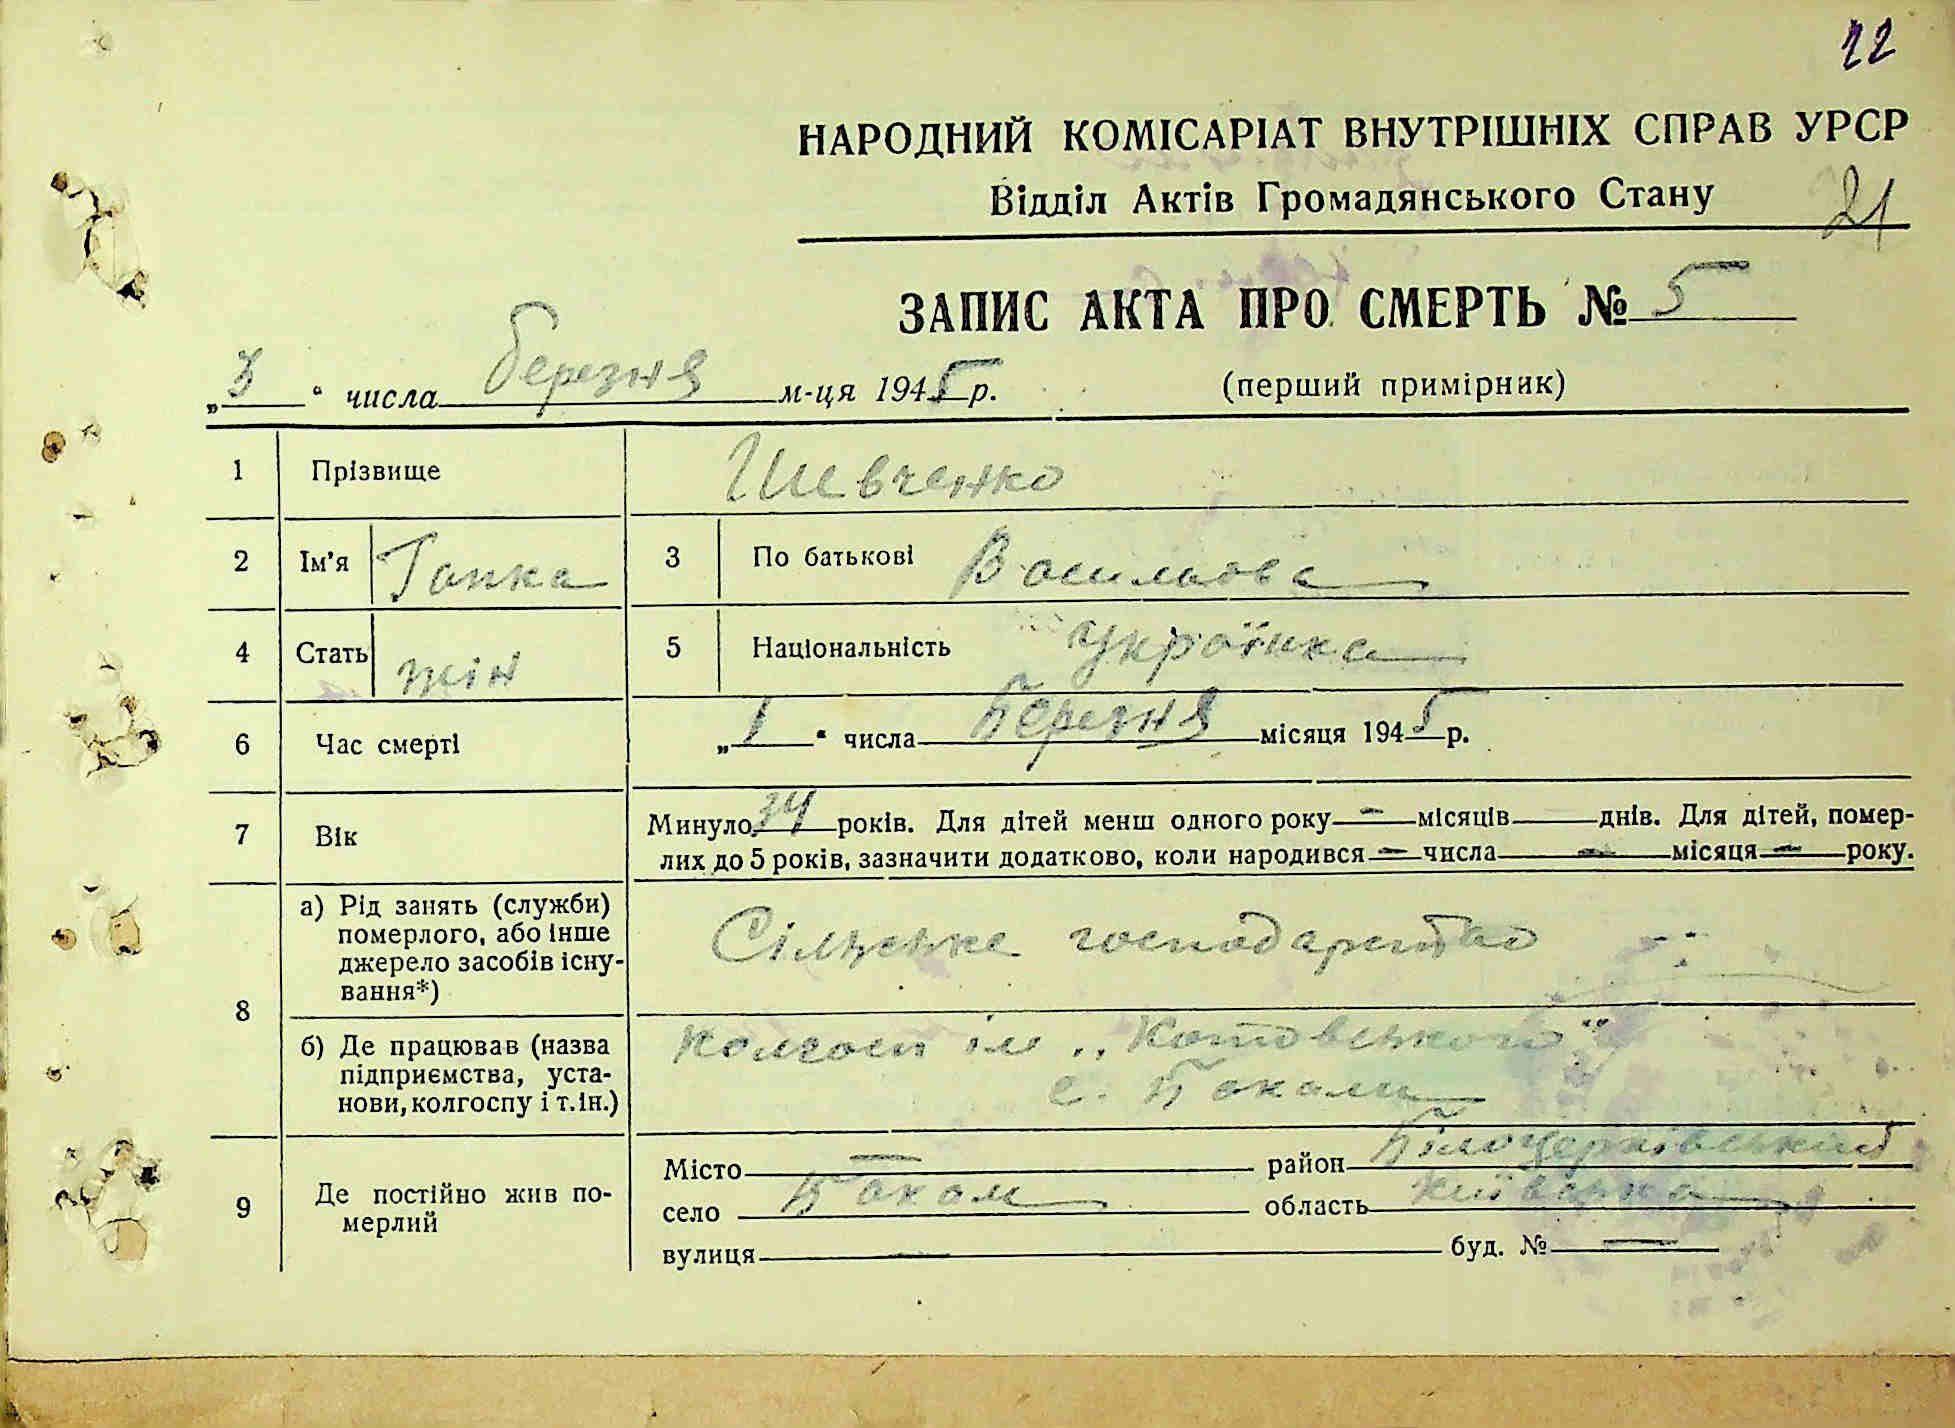 22
НАРОДНИЙ КОМІСАРІАТ ВНУТРІШНІХ СПРАВ УРСР
Відділ Актів Громадянського Стану
21
ЗАПИС АКТА ПРО СМЕРТЬ № 5
„3“ числа березня м-ця 1945 р. (перший примірник)
1 Прізвище Шевченко
2 Ім'я Гапка 3 По батькові Васильова
4 Стать жін 5 Національність українка
6 Час смерті „1“ числа Березня місяця 1945 р.
7 Вік Минуло 34 років. Для дітей менш одного року — місяців — днів. Для дітей, помер-
лих до 5 років, зазначити додатково, коли народився — числа — місяця — року.
8 а) Рід занять (служби)
померлого, або інше
джерело засобів існу-
вання*)
Сільське господарство
б) Де працював (назва
підприємства, уста-
нови, колгоспу і т.ін.)
колгосп ім „Котовського"
с. Бакали
9 Де постійно жив по-
мерлий
Місто — район Білоцерківський
село Бакали область Київська
вулиця — буд. № —